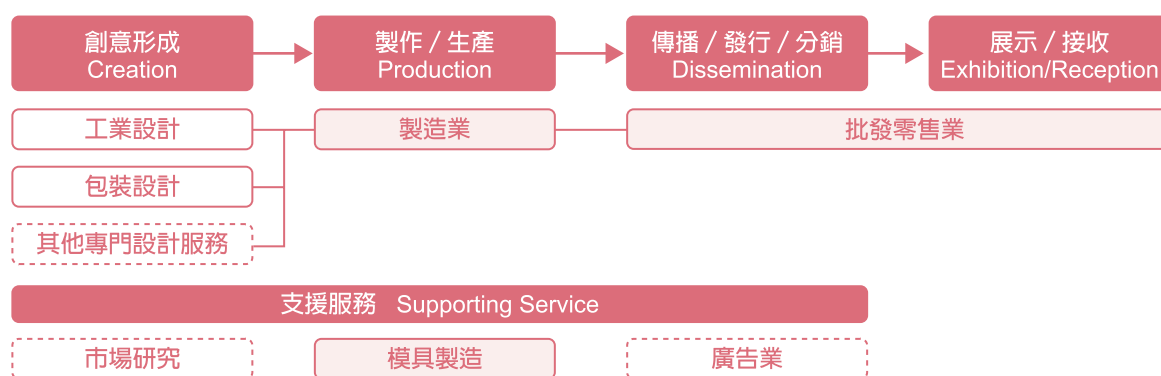 創意形成
Creation
製作 / 生產
Production
傳播 / 發行 / 分銷
Dissemination
展示 / 接收
Exhibition/Reception
工業設計
製造業
批發零售業
包裝設計
其他專門設計服務
支援服務 Supporting Service
市場研究
模具製造
廣告業